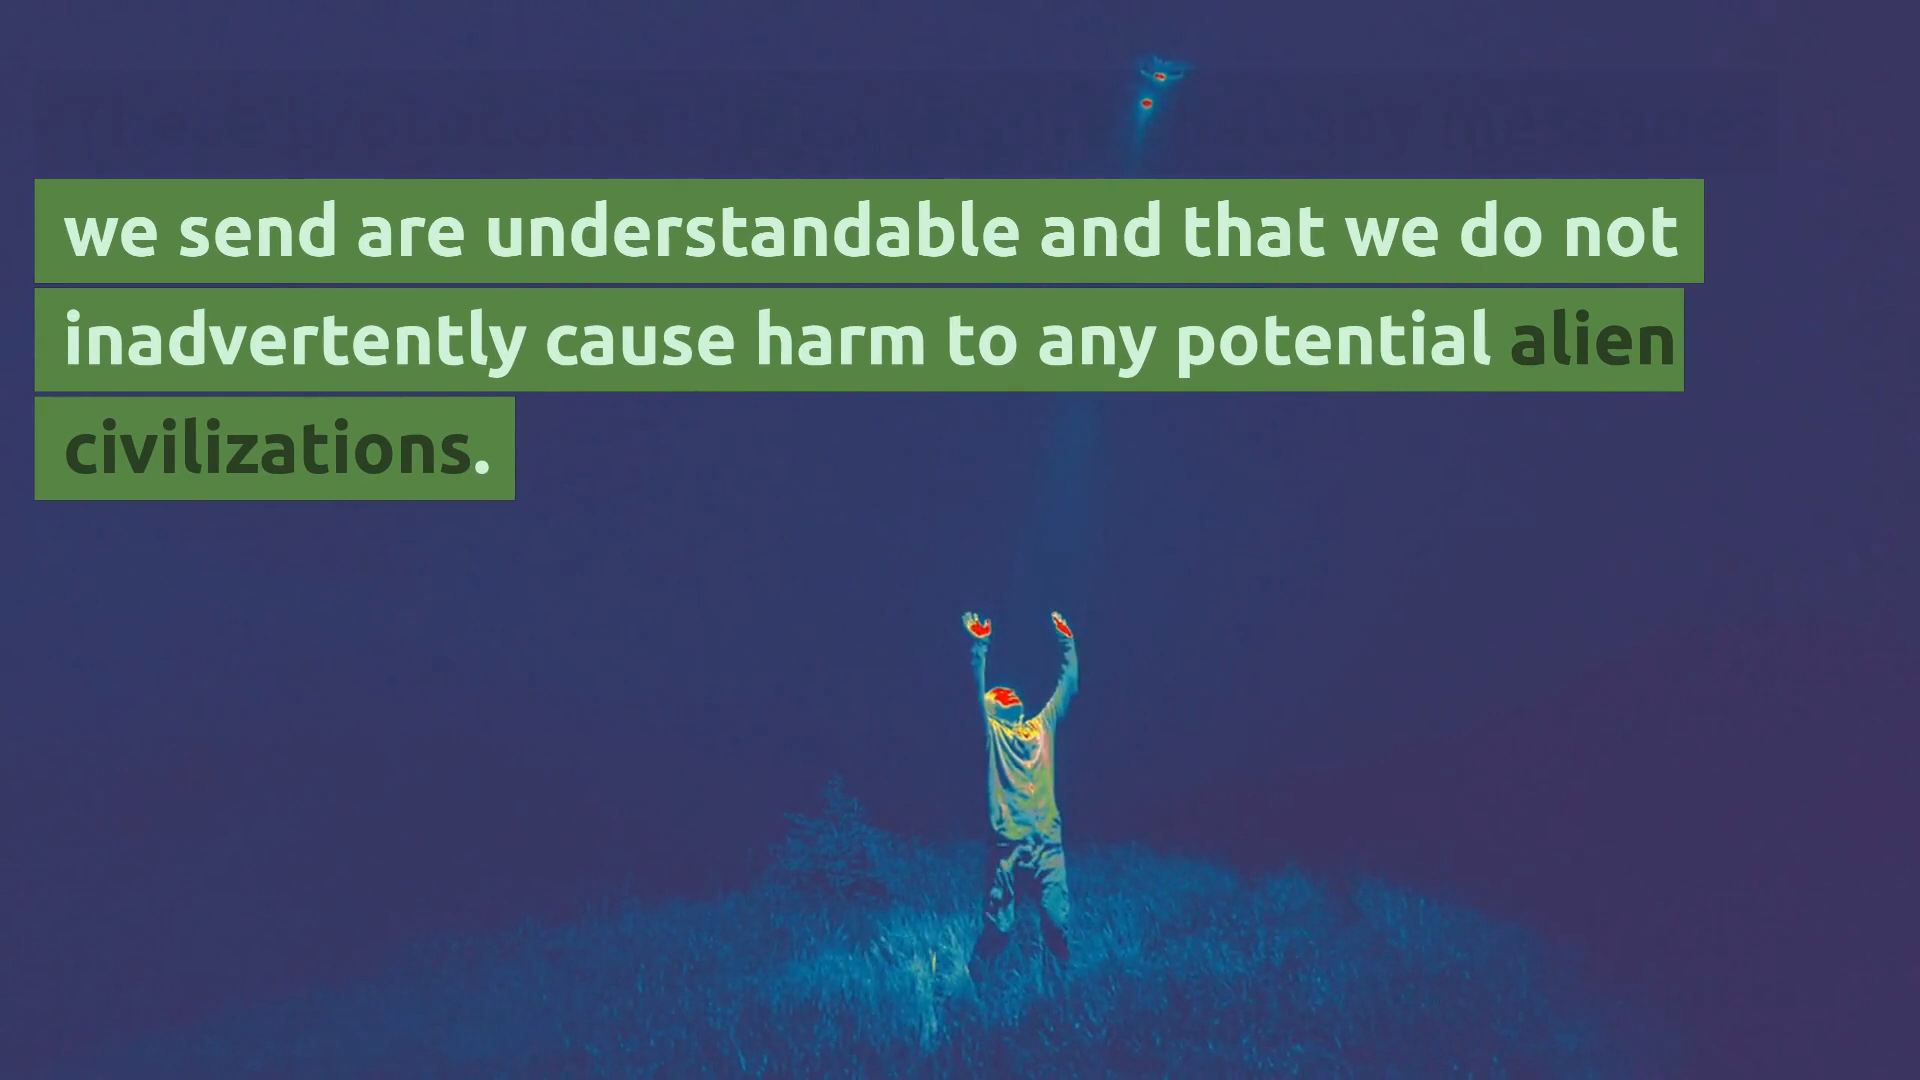 we send are understandable and that we do not
inadvertently cause harm to any potential alien
civilizations.